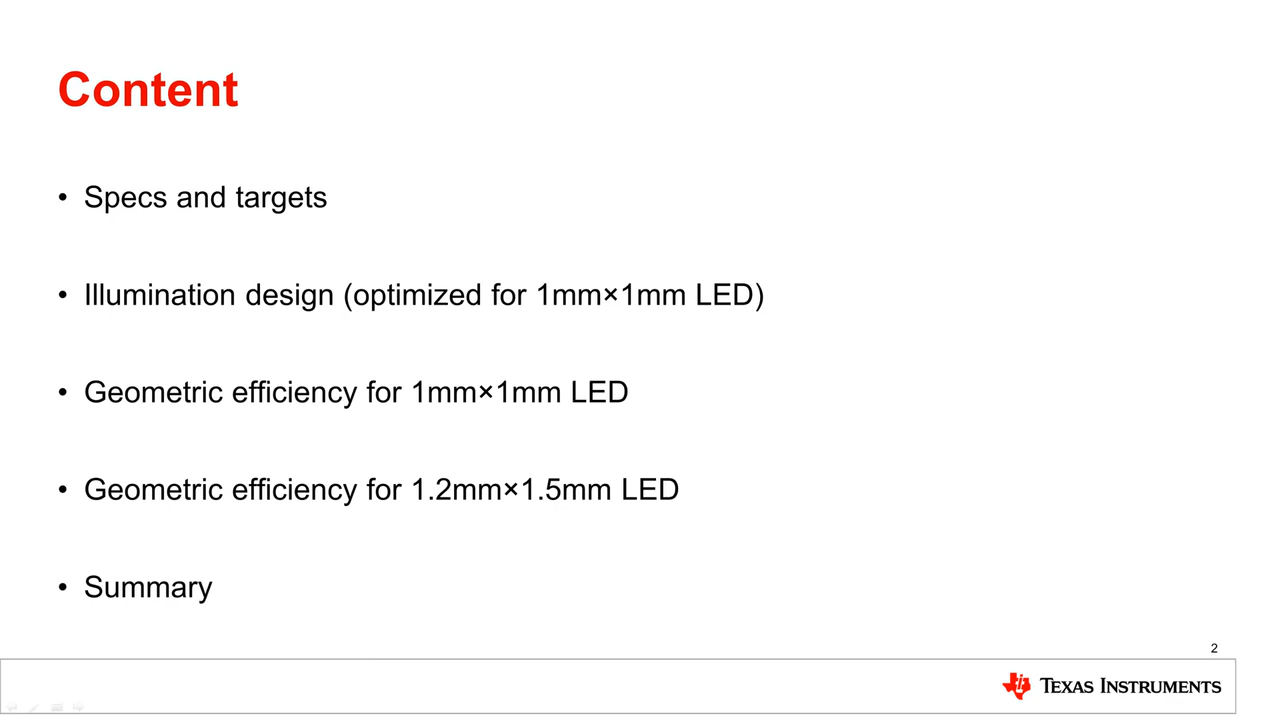 Content
• Specs and targets
• Illumination design (optimized for 1mm×1mm LED)
• Geometric efficiency for 1mm×1mm LED
• Geometric efficiency for 1.2mm×1.5mm LED
• Summary
2
TEXAS INSTRUMENTS